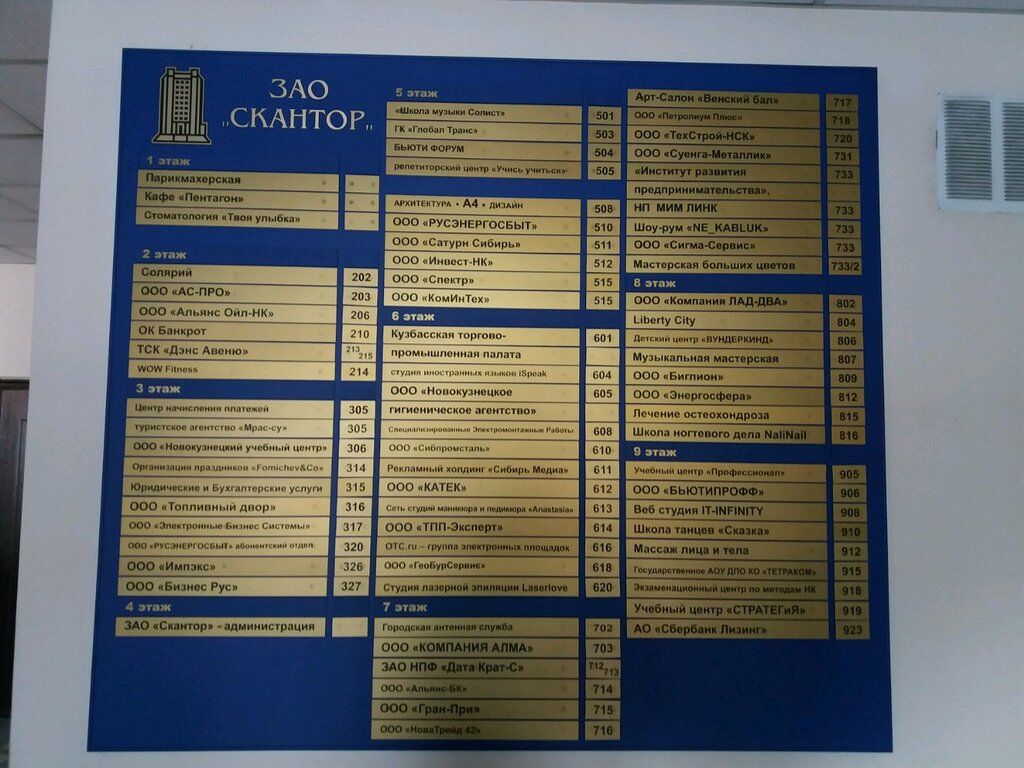 ЗАО
„СКАНТОР„
1 этаж
Парикмахерская
Кафе «Пентагон»
Стоматология «Твоя улыбка»
2 этаж
Солярий 202
ООО «АС-ПРО» 203
ООО «Альянс Ойл-НК» 206
ОК Банкрот 210
ТСК «Дэнс Авеню» 213 215
WOW Fitness 214
3 этаж
Центр начисления платежей 305
туристское агентство «Мрас-су» 305
ООО «Новокузнецкий учебный центр» 306
Организация праздников «Fomichev&Co» 314
Юридические и Бухгалтерские услуги 315
ООО «Топливный двор» 316
ООО «Электронные Бизнес Системы» 317
ООО «РУСЭНЕРГОСБЫТ» абонентский отдел 320
ООО «Импэкс» 326
ООО «Бизнес Рус» 327
4 этаж
ЗАО «Скантор» - администрация
5 этаж
«Школа музыки Солист» 501
ГК «Глобал Транс» 503
БЬЮТИ ФОРУМ 504
репетиторский центр «Учись учиться» 505
АРХИТЕКТУРА · А4 · ДИЗАЙН 508
ООО «РУСЭНЕРГОСБЫТ» 510
ООО «Сатурн Сибирь» 511
ООО «Инвест-НК» 512
ООО «Спектр» 515
ООО «КомИнТех» 515
6 этаж
Кузбасская торгово- 601
промышленная палата
студия иностранных языков iSpeak 604
ООО «Новокузнецкое 605
гигиеническое агентство»
Специализированные Электромонтажные Работы 608
ООО «Сибпромсталь» 610
Рекламный холдинг «Сибирь Медиа» 611
ООО «КАТЕК» 612
Сеть студий маникюра и педикюра «Anastasia» 613
ООО «ТПП-Эксперт» 614
ОТС.ru – группа электронных площадок 616
ООО «ГеоБурСервис» 618
Студия лазерной эпиляции Laserlove 620
7 этаж
Городская антенная служба 702
ООО «КОМПАНИЯ АЛМА» 703
ЗАО НПФ «Дата Крат-С» 712 713
ООО «Альянс-БК» 714
ООО «Гран-При» 715
ООО «НоваТрейд 42» 716
Арт-Салон «Венский бал» 717
ООО «Петролиум Плюс» 718
ООО «ТехСтрой-НСК» 720
ООО «Суенга-Металлик» 731
«Институт развития 733
предпринимательства»,
НП МИМ ЛИНК 733
Шоу-рум «NE_KABLUK» 733
ООО «Сигма-Сервис» 733
Мастерская больших цветов 733/2
8 этаж
ООО «Компания ЛАД-ДВА» 802
Liberty City 804
Детский центр «ВУНДЕРКИНД» 806
Музыкальная мастерская 807
ООО «Биглион» 809
ООО «Энергосфера» 812
Лечение остеохондроза 815
Школа ногтевого дела NaliNail 816
9 этаж
Учебный центр «Профессионал» 905
ООО «БЬЮТИПРОФФ» 906
Веб студия IT-INFINITY 908
Школа танцев «Сказка» 910
Массаж лица и тела 912
Государственное АОУ ДПО КО «ТЕТРАКОМ» 915
Экзаменационный центр по методам НК 918
Учебный центр «СТРАТЕГиЯ» 919
АО «Сбербанк Лизинг» 923